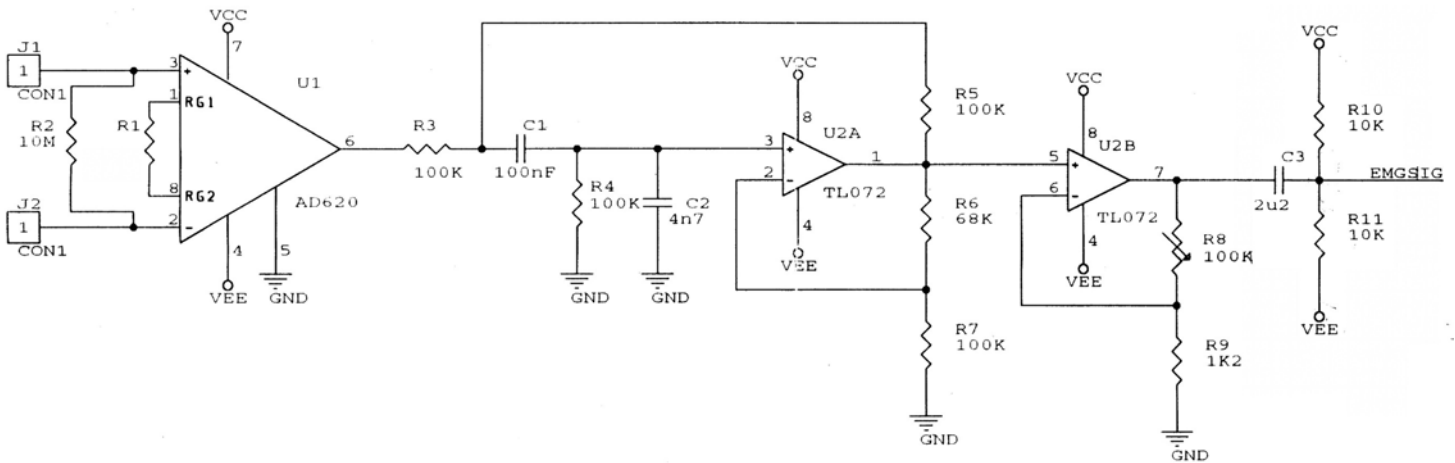 J1
1
CON1
R2
10M
J2
1
CON1
VCC
7
U1
3
+
1
RG1
R1
8
RG2
2
-
6
AD620
4
5
VEE
GND
R3
100K
C1
100nF
R4
100K
GND
C2
4n7
GND
VCC
8
U2A
3
+
2
-
1
TL072
4
VEE
R5
100K
R6
68K
R7
100K
GND
VCC
8
U2B
5
+
6
-
7
TL072
4
VEE
R8
100K
R9
1K2
GND
C3
2u2
VCC
R10
10K
EMGSIG
R11
10K
VEE